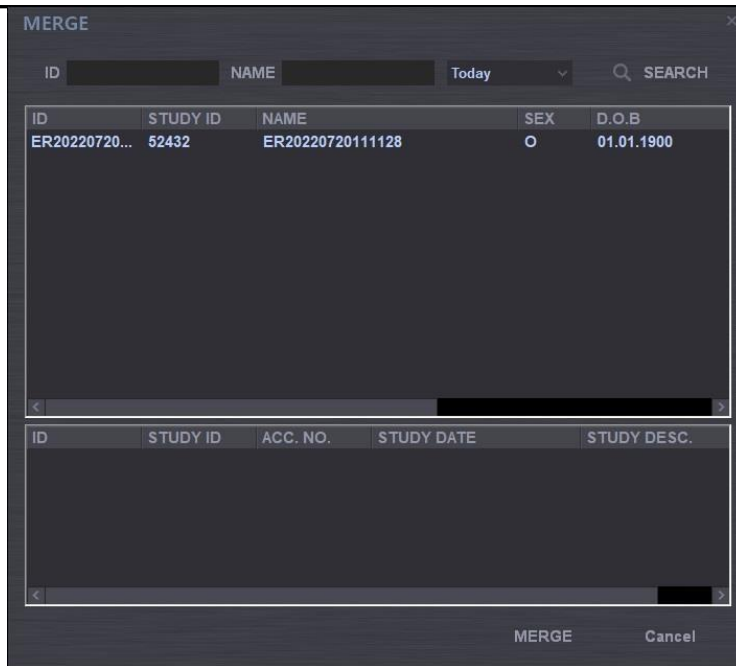 MERGE
ID NAME Today SEARCH
ID STUDY ID NAME SEX D.O.B
ER20220720... 52432 ER20220720111128 O 01.01.1900
ID STUDY ID ACC. NO. STUDY DATE STUDY DESC.
MERGE Cancel